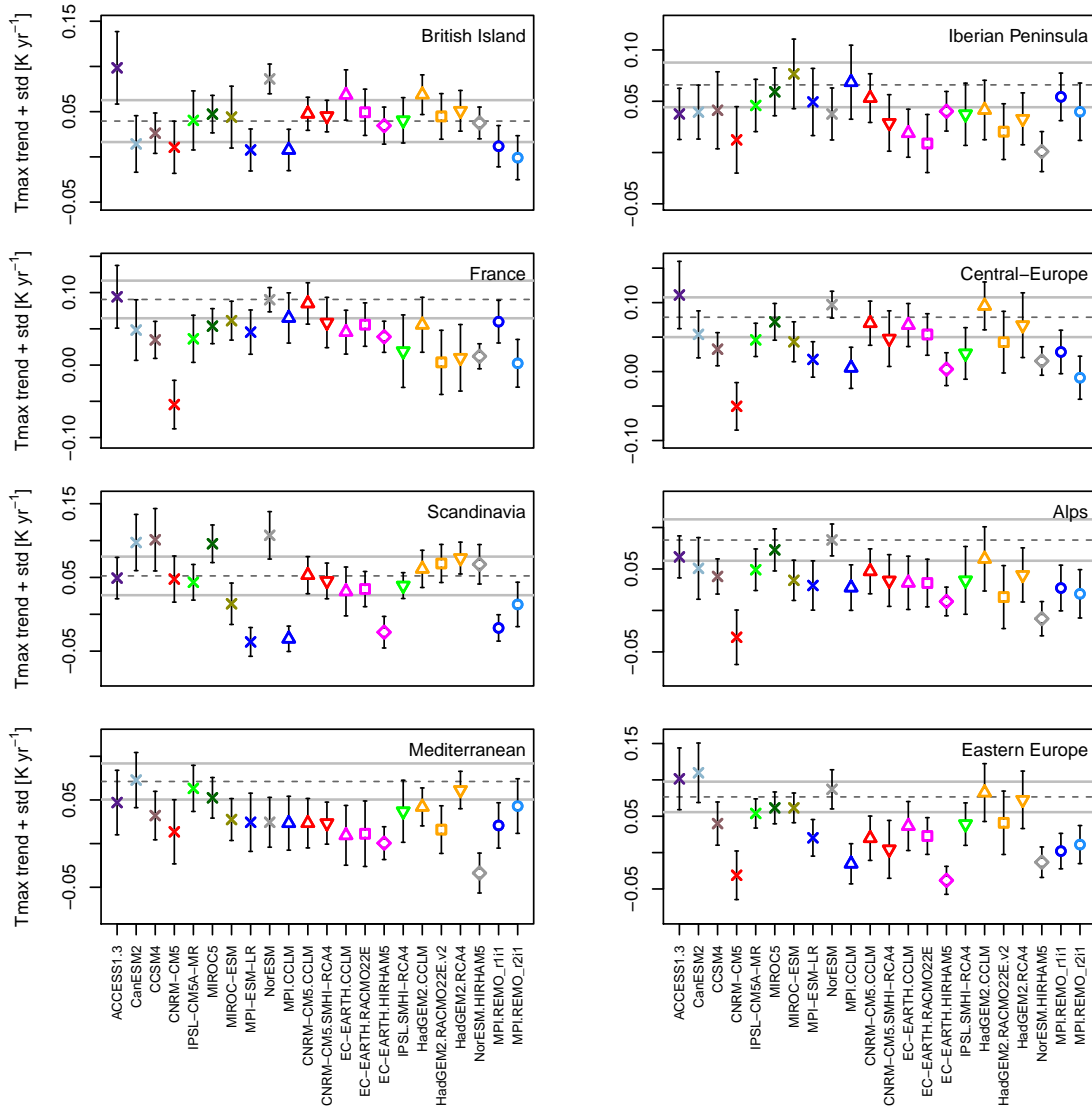 Tmax trend + std [K yr⁻¹]
−0.05 0.05 0.15
British Island
−0.05 0.05 0.10
Iberian Peninsula
Tmax trend + std [K yr⁻¹]
−0.10 0.00 0.10
France
−0.10 0.00 0.10
Central−Europe
Tmax trend + std [K yr⁻¹]
−0.05 0.05 0.15
Scandinavia
−0.05 0.05
Alps
Tmax trend + std [K yr⁻¹]
−0.05 0.05
Mediterranean
−0.05 0.05 0.15
Eastern Europe
ACCESS1.3
CanESM2
CCSM4
CNRM−CM5
IPSL−CM5A−MR
MIROC5
MIROC−ESM
MPI−ESM−LR
NorESM
MPI.CCLM
CNRM−CM5.CCLM
CNRM−CM5.SMHI−RCA4
EC−EARTH.CCLM
EC−EARTH.RACMO22E
EC−EARTH.HIRHAM5
IPSL.SMHI−RCA4
HadGEM2.CCLM
HadGEM2.RACMO22E.v2
HadGEM2.RCA4
NorESM.HIRHAM5
MPI.REMO_r1i1
MPI.REMO_r2i1
ACCESS1.3
CanESM2
CCSM4
CNRM−CM5
IPSL−CM5A−MR
MIROC5
MIROC−ESM
MPI−ESM−LR
NorESM
MPI.CCLM
CNRM−CM5.CCLM
CNRM−CM5.SMHI−RCA4
EC−EARTH.CCLM
EC−EARTH.RACMO22E
EC−EARTH.HIRHAM5
IPSL.SMHI−RCA4
HadGEM2.CCLM
HadGEM2.RACMO22E.v2
HadGEM2.RCA4
NorESM.HIRHAM5
MPI.REMO_r1i1
MPI.REMO_r2i1